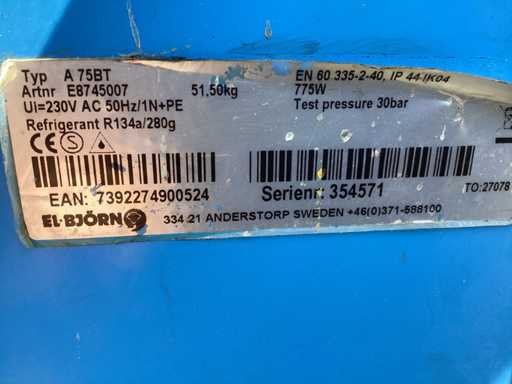 Typ A 75BT EN 60 335-2-40, IP 44 IK04
Artnr E8745007 51,50kg 775W
Ui=230V AC 50Hz/1N+PE Test pressure 30bar
Refrigerant R134a/280g
CE S
EAN: 7392274900524 Serienr: 354571 TO:27078
EL-BJÖRN 334 21 ANDERSTORP SWEDEN +46(0)371-588100